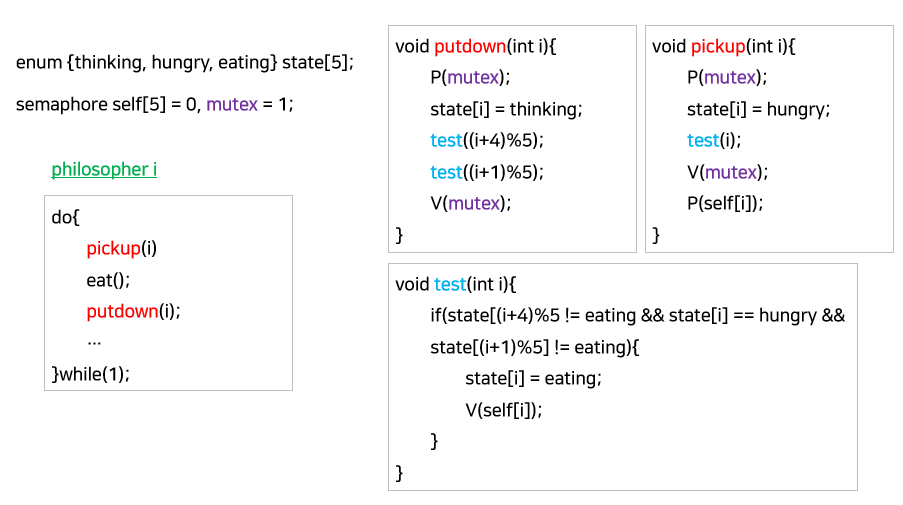 enum {thinking, hungry, eating} state[5];
semaphore self[5] = 0, mutex = 1;
philosopher i
do{
pickup(i)
eat();
putdown(i);
...
}while(1);
void putdown(int i){
P(mutex);
state[i] = thinking;
test((i+4)%5);
test((i+1)%5);
V(mutex);
}
void pickup(int i){
P(mutex);
state[i] = hungry;
test(i);
V(mutex);
P(self[i]);
}
void test(int i){
if(state[(i+4)%5 != eating && state[i] == hungry &&
state[(i+1)%5] != eating){
state[i] = eating;
V(self[i]);
}
}